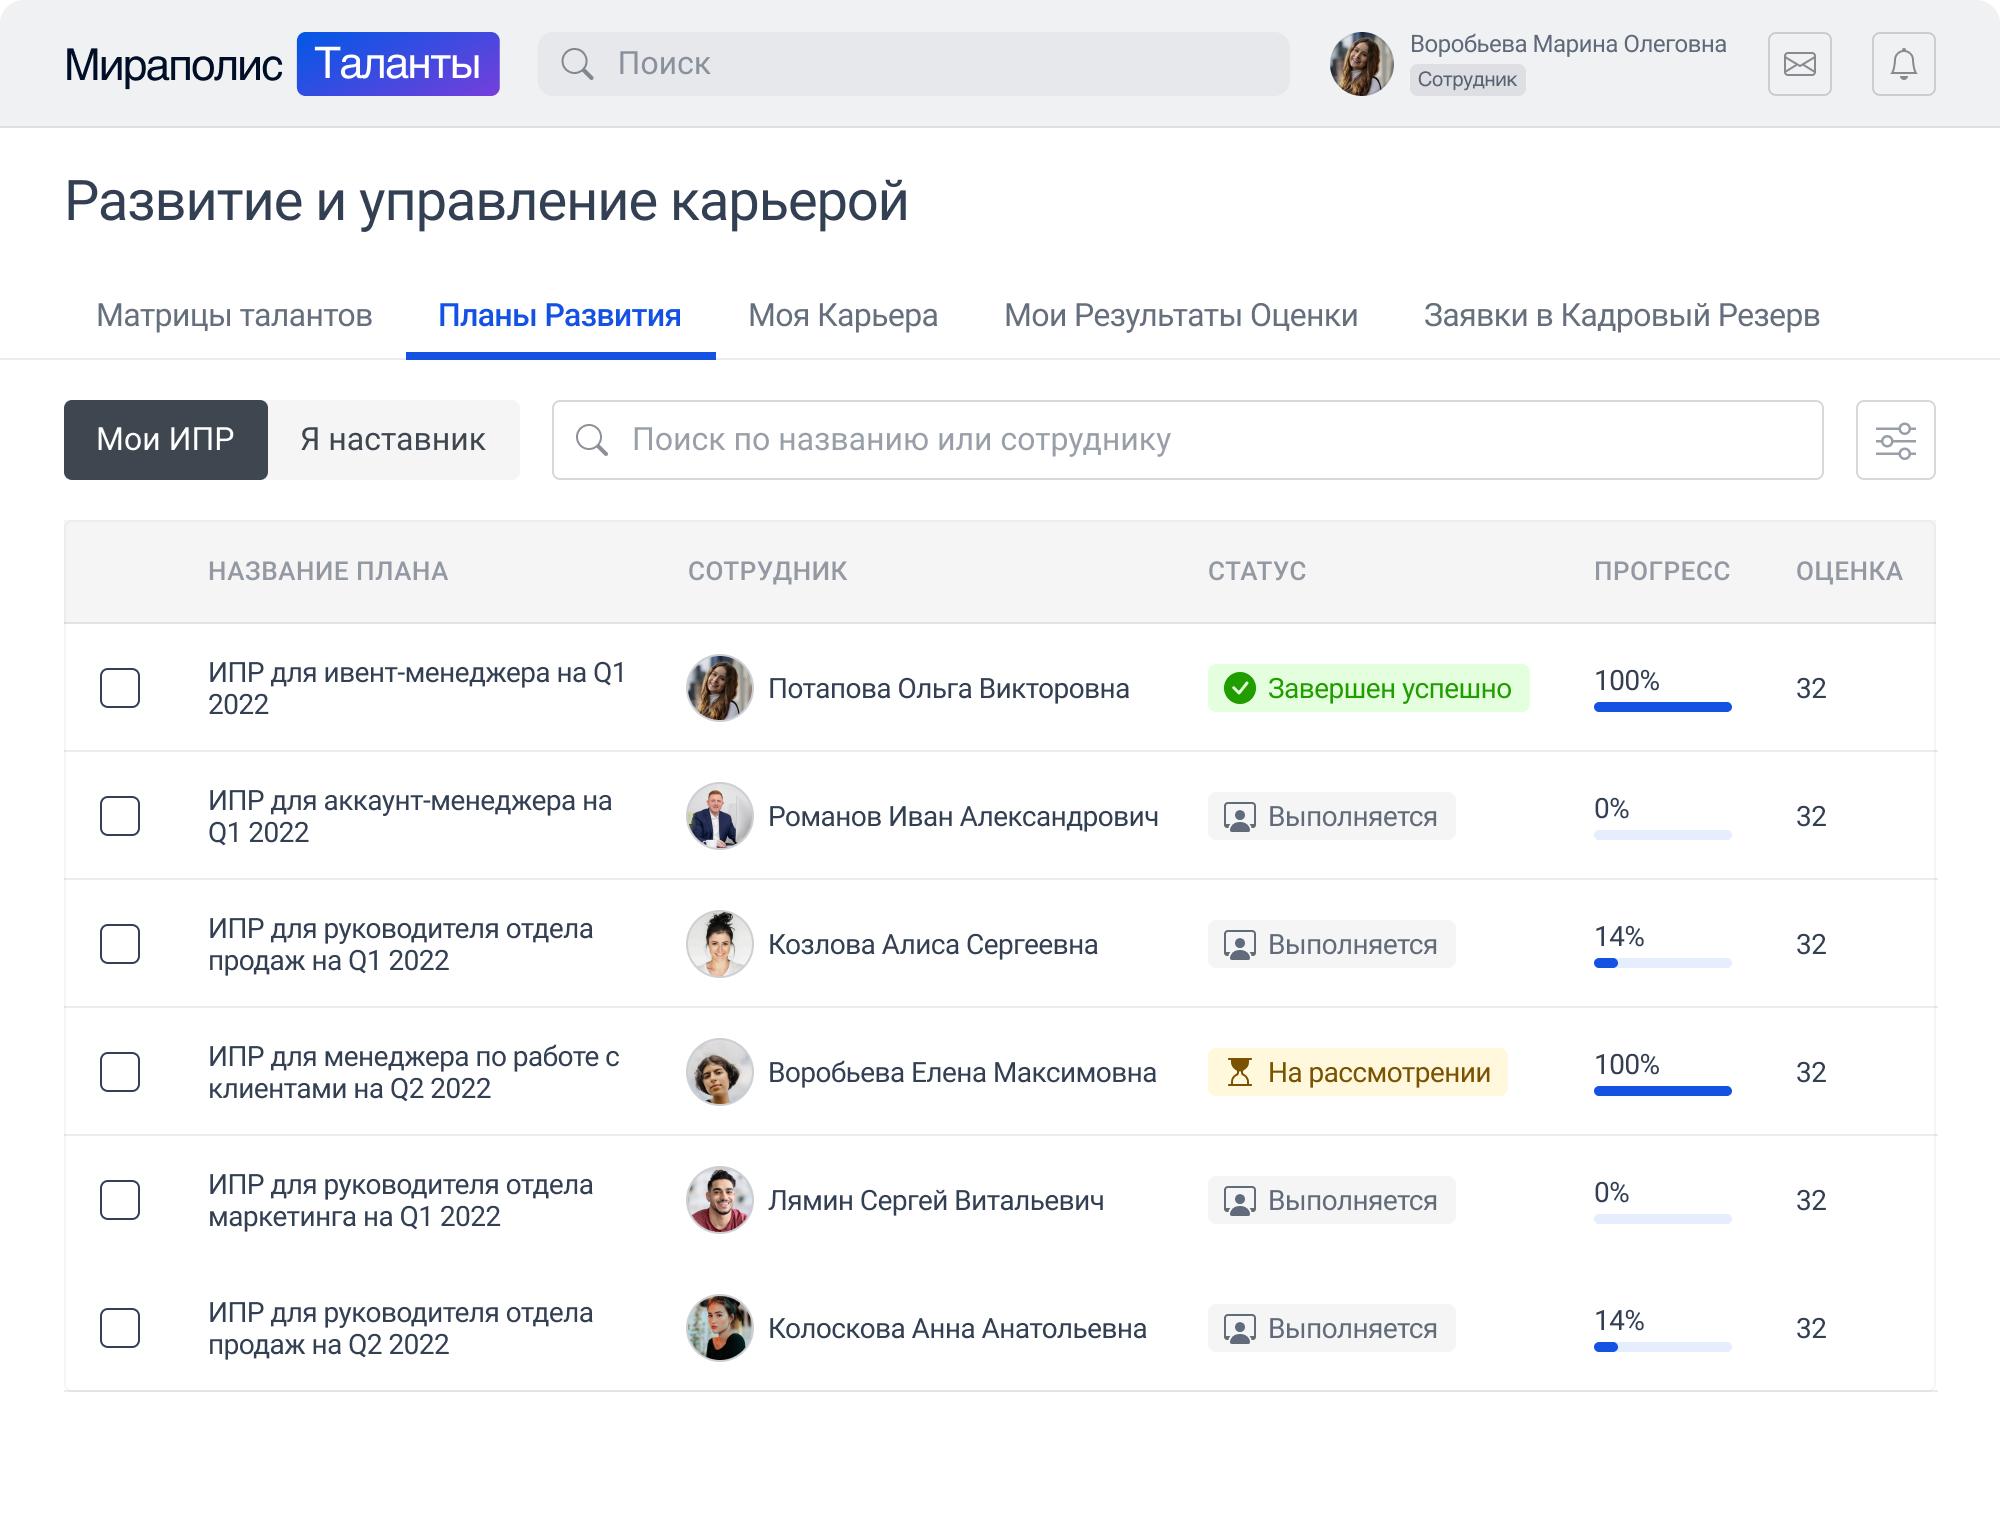 Мираполис Таланты
Поиск
Воробьева Марина Олеговна
Сотрудник
Развитие и управление карьерой
Матрицы талантов
Планы Развития
Моя Карьера
Мои Результаты Оценки
Заявки в Кадровый Резерв
Мои ИПР
Я наставник
Поиск по названию или сотруднику
НАЗВАНИЕ ПЛАНА
СОТРУДНИК
СТАТУС
ПРОГРЕСС
ОЦЕНКА
ИПР для ивент-менеджера на Q1
2022
Потапова Ольга Викторовна
Завершен успешно
100%
32
ИПР для аккаунт-менеджера на
Q1 2022
Романов Иван Александрович
Выполняется
0%
32
ИПР для руководителя отдела
продаж на Q1 2022
Козлова Алиса Сергеевна
Выполняется
14%
32
ИПР для менеджера по работе с
клиентами на Q2 2022
Воробьева Елена Максимовна
На рассмотрении
100%
32
ИПР для руководителя отдела
маркетинга на Q1 2022
Лямин Сергей Витальевич
Выполняется
0%
32
ИПР для руководителя отдела
продаж на Q2 2022
Колоскова Анна Анатольевна
Выполняется
14%
32